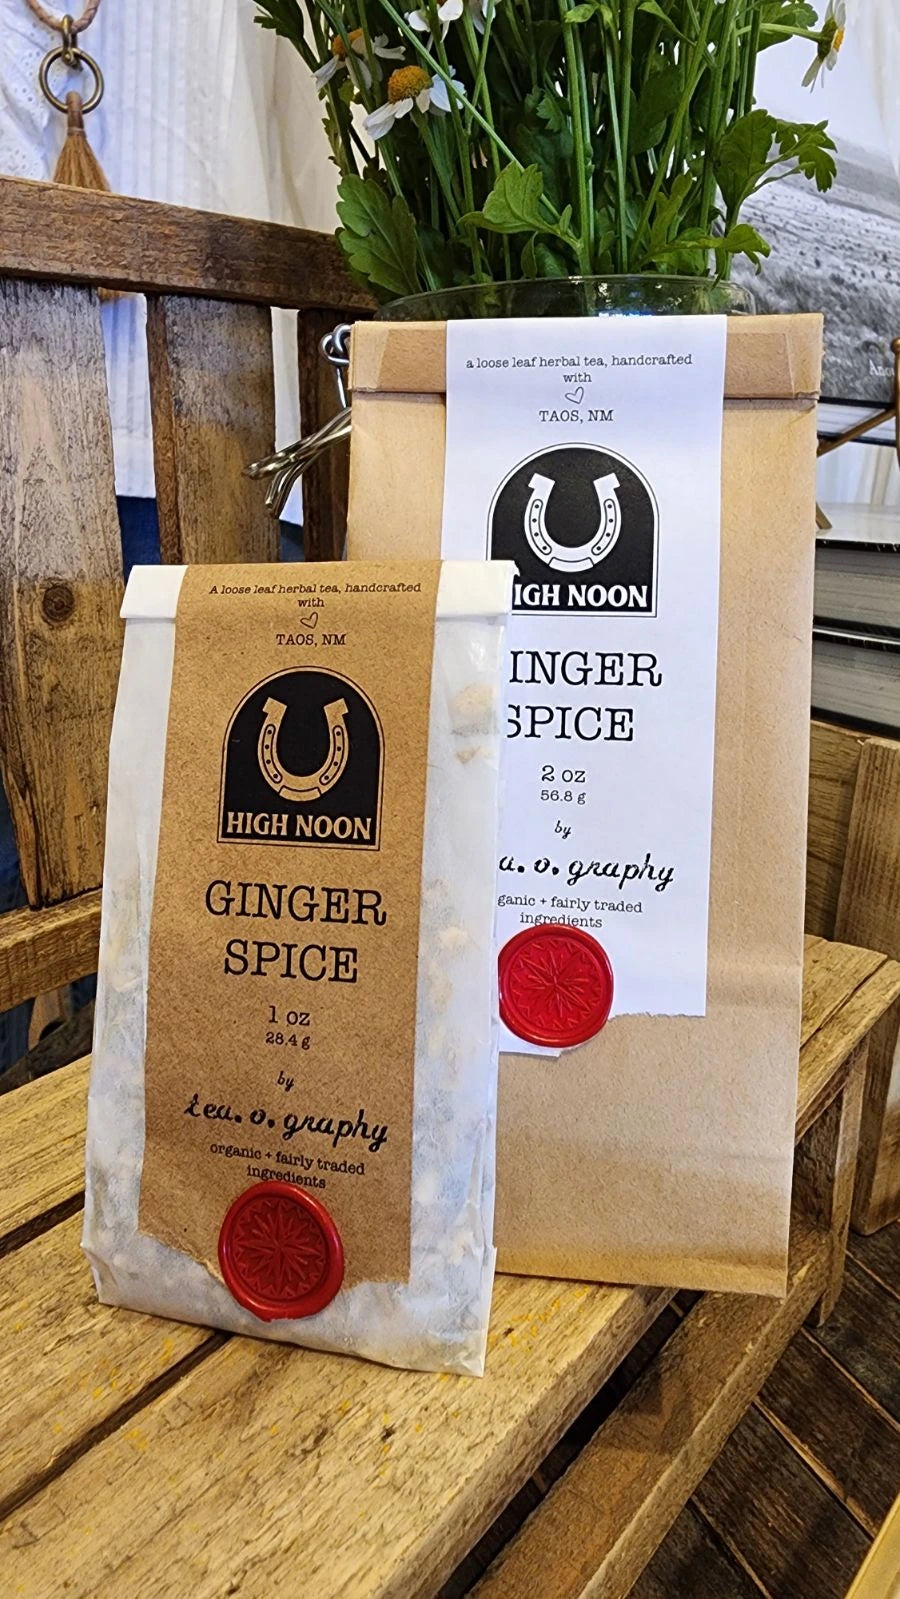 a loose leaf herbal tea, handcrafted
with
TAOS, NM
IGH NOON
INGER
SPICE
2 oz
56.8 g
by
a. o. graphy
ganic + fairly traded
ingredients
A loose leaf herbal tea, handcrafted
with
TAOS, NM
HIGH NOON
GINGER
SPICE
1 oz
28.4 g
by
tea. o. graphy
organic + fairly traded
ingredients